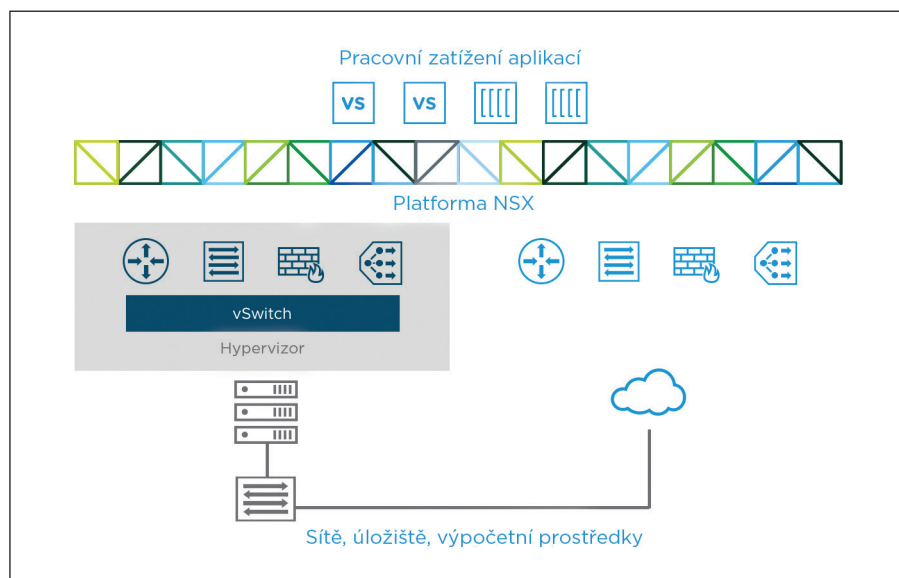 Pracovní zatížení aplikací
VS VS
Platforma NSX
vSwitch
Hypervizor
Sítě, úložiště, výpočetní prostředky